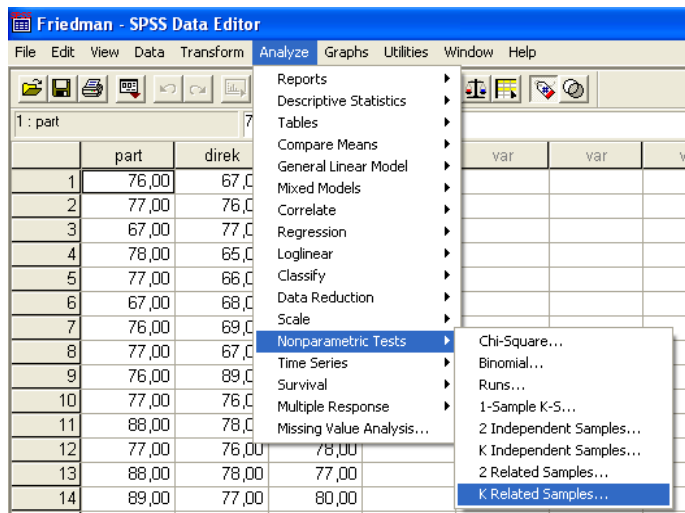 Friedman - SPSS Data Editor
File Edit View Data Transform Analyze Graphs Utilities Window Help
1 : part 7
part direk var var
1 76,00 67,0
2 77,00 76,0
3 67,00 77,0
4 78,00 65,0
5 77,00 66,0
6 67,00 68,0
7 76,00 69,0
8 77,00 67,0
9 76,00 89,0
10 77,00 76,0
11 88,00 78,0
12 77,00 76,00 78,00
13 88,00 78,00 77,00
14 89,00 77,00 80,00
Reports
Descriptive Statistics
Tables
Compare Means
General Linear Model
Mixed Models
Correlate
Regression
Loglinear
Classify
Data Reduction
Scale
Nonparametric Tests
Time Series
Survival
Multiple Response
Missing Value Analysis...
Chi-Square...
Binomial...
Runs...
1-Sample K-S...
2 Independent Samples...
K Independent Samples...
2 Related Samples...
K Related Samples...